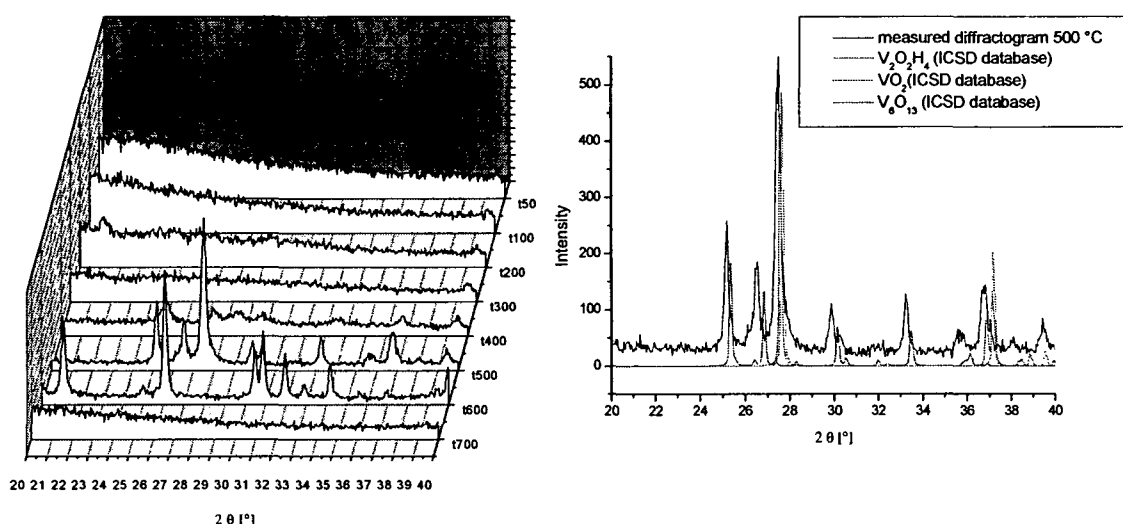 t50
t100
t200
t300
t400
t500
t600
t700
20 21 22 24 25 26 27 28 29 31 32 33 35 36 37 38 39 40
2 θ [°]
measured diffractogram 500 °C
V₂O₂H₄ (ICSD database)
VO₂(ICSD database)
V₆O₁₃ (ICSD database)
Intensity
500
400
300
200
100
0
20 22 24 26 28 30 32 34 36 38 40
2 θ [°]